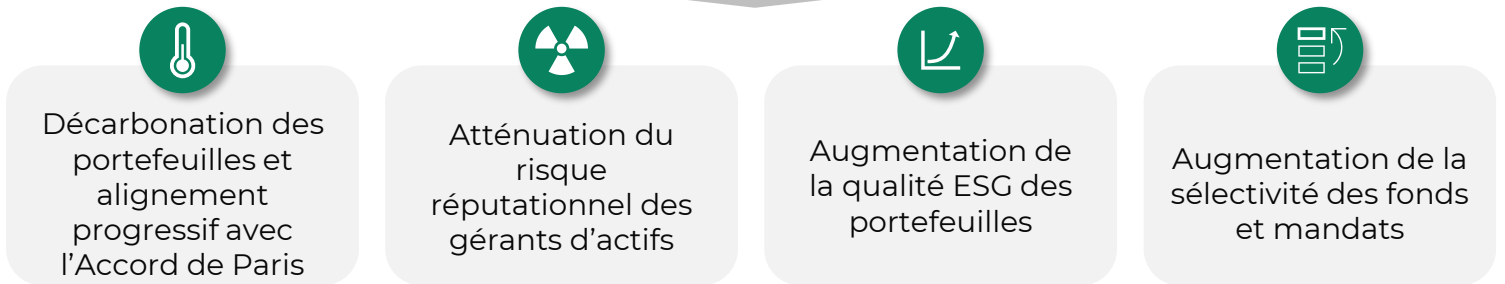 Décarbonation des
portefeuilles et
alignement
progressif avec
l’Accord de Paris
Atténuation du
risque
réputationnel des
gérants d’actifs
Augmentation de
la qualité ESG des
portefeuilles
Augmentation de la
sélectivité des fonds
et mandats